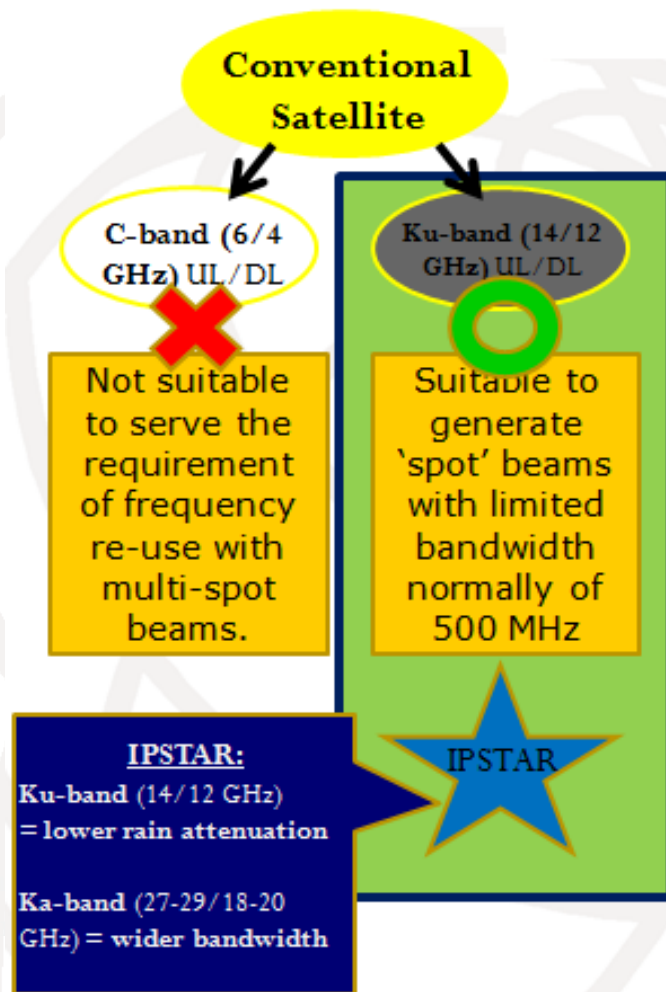 Conventional
Satellite
C-band (6/4
GHz) UL/DL
Ku-band (14/12
GHz) UL/DL
Not suitable
to serve the
requirement
of frequency
re-use with
multi-spot
beams.
Suitable to
generate
‘spot’ beams
with limited
bandwidth
normally of
500 MHz
IPSTAR
IPSTAR:
Ku-band (14/12 GHz)
= lower rain attenuation
Ka-band (27-29/18-20
GHz) = wider bandwidth